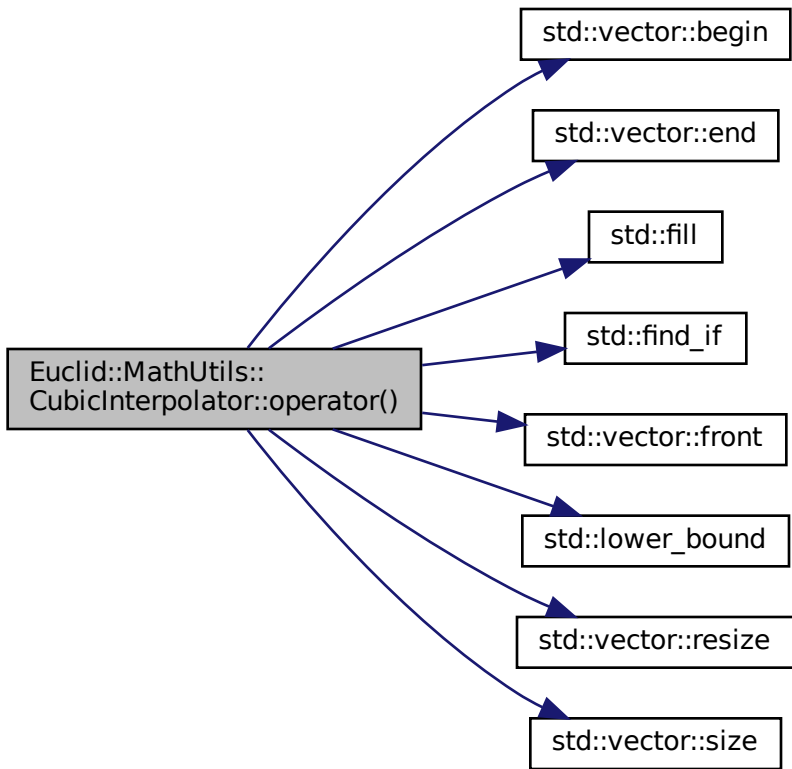 std::vector::begin
std::vector::end
std::fill
std::find_if
Euclid::MathUtils::
CubicInterpolator::operator()
std::vector::front
std::lower_bound
std::vector::resize
std::vector::size